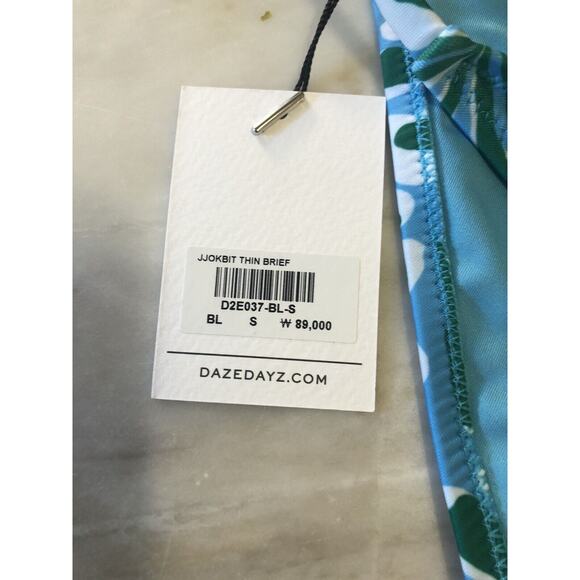 JJOKBIT THIN BRIEF
D2E037-BL-S
BL S ₩ 89,000
DAZEDAYZ.COM